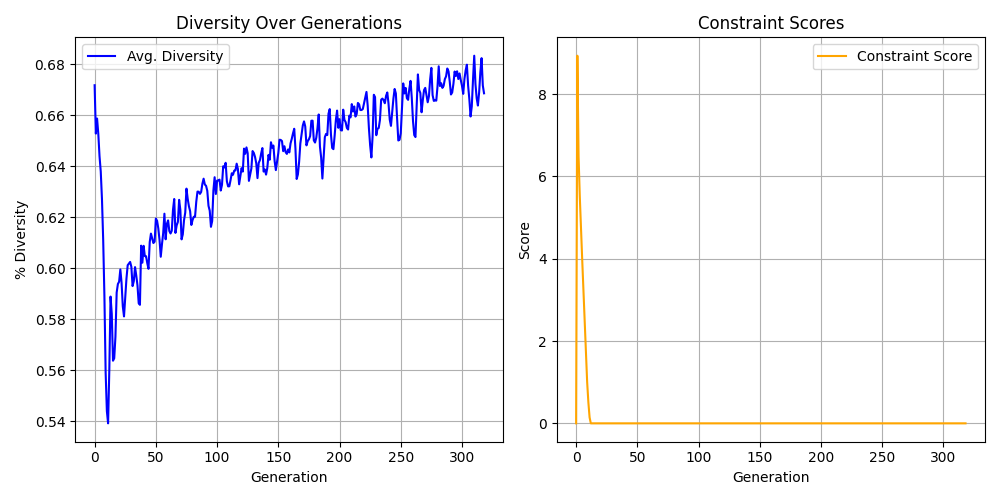 Diversity Over Generations
Avg. Diversity
% Diversity
0.68
0.66
0.64
0.62
0.60
0.58
0.56
0.54
0 50 100 150 200 250 300
Generation
Constraint Scores
Constraint Score
Score
8
6
4
2
0
0 50 100 150 200 250 300
Generation